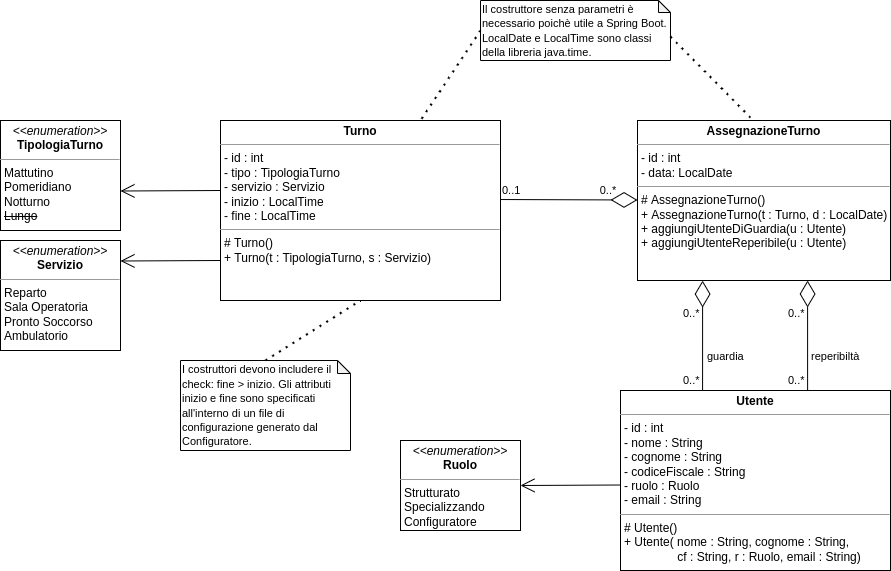 Il costruttore senza parametri è
necessario poichè utile a Spring Boot.
LocalDate e LocalTime sono classi
della libreria java.time.
<<enumeration>>
TipologiaTurno
Mattutino
Pomeridiano
Notturno
Lungo
<<enumeration>>
Servizio
Reparto
Sala Operatoria
Pronto Soccorso
Ambulatorio
Turno
- id : int
- tipo : TipologiaTurno
- servizio : Servizio
- inizio : LocalTime
- fine : LocalTime
# Turno()
+ Turno(t : TipologiaTurno, s : Servizio)
0..1
0..*
AssegnazioneTurno
- id : int
- data: LocalDate
# AssegnazioneTurno()
+ AssegnazioneTurno(t : Turno, d : LocalDate)
+ aggiungiUtenteDiGuardia(u : Utente)
+ aggiungiUtenteReperibile(u : Utente)
0..*
0..*
guardia
reperibiltà
0..*
0..*
I costruttori devono includere il
check: fine > inizio. Gli attributi
inizio e fine sono specificati
all'interno di un file di
configurazione generato dal
Configuratore.
<<enumeration>>
Ruolo
Strutturato
Specializzando
Configuratore
Utente
- id : int
- nome : String
- cognome : String
- codiceFiscale : String
- ruolo : Ruolo
- email : String
# Utente()
+ Utente( nome : String, cognome : String,
cf : String, r : Ruolo, email : String)